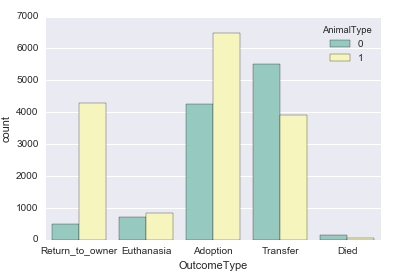 7000
6000
5000
4000
3000
2000
1000
0
count
AnimalType
0
1
Return_to_owner Euthanasia Adoption Transfer Died
OutcomeType